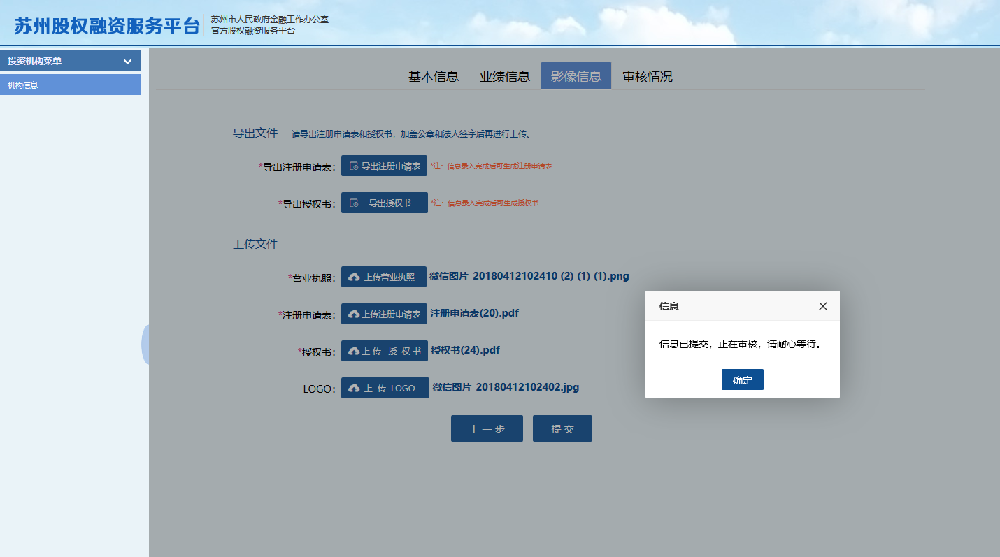 苏州股权融资服务平台
苏州市人民政府金融工作办公室
官方股权融资服务平台
投资机构菜单
机构信息
基本信息 业绩信息 影像信息 审核情况
导出文件 请导出注册申请表和授权书，加盖公章和法人签字后再进行上传。
*导出注册申请表： 导出注册申请表 *注：信息录入完成后可生成注册申请表
*导出授权书： 导出授权书 *注：信息录入完成后可生成授权书
上传文件
*营业执照： 上传营业执照 微信图片_20180412102410 (2) (1) (1).png
*注册申请表： 上传注册申请表 注册申请表(20).pdf
*授权书： 上 传 授 权 书 授权书(24).pdf
LOGO： 上 传 LOGO 微信图片_20180412102402.jpg
上 一 步 提 交
信息
信息已提交，正在审核，请耐心等待。
确定